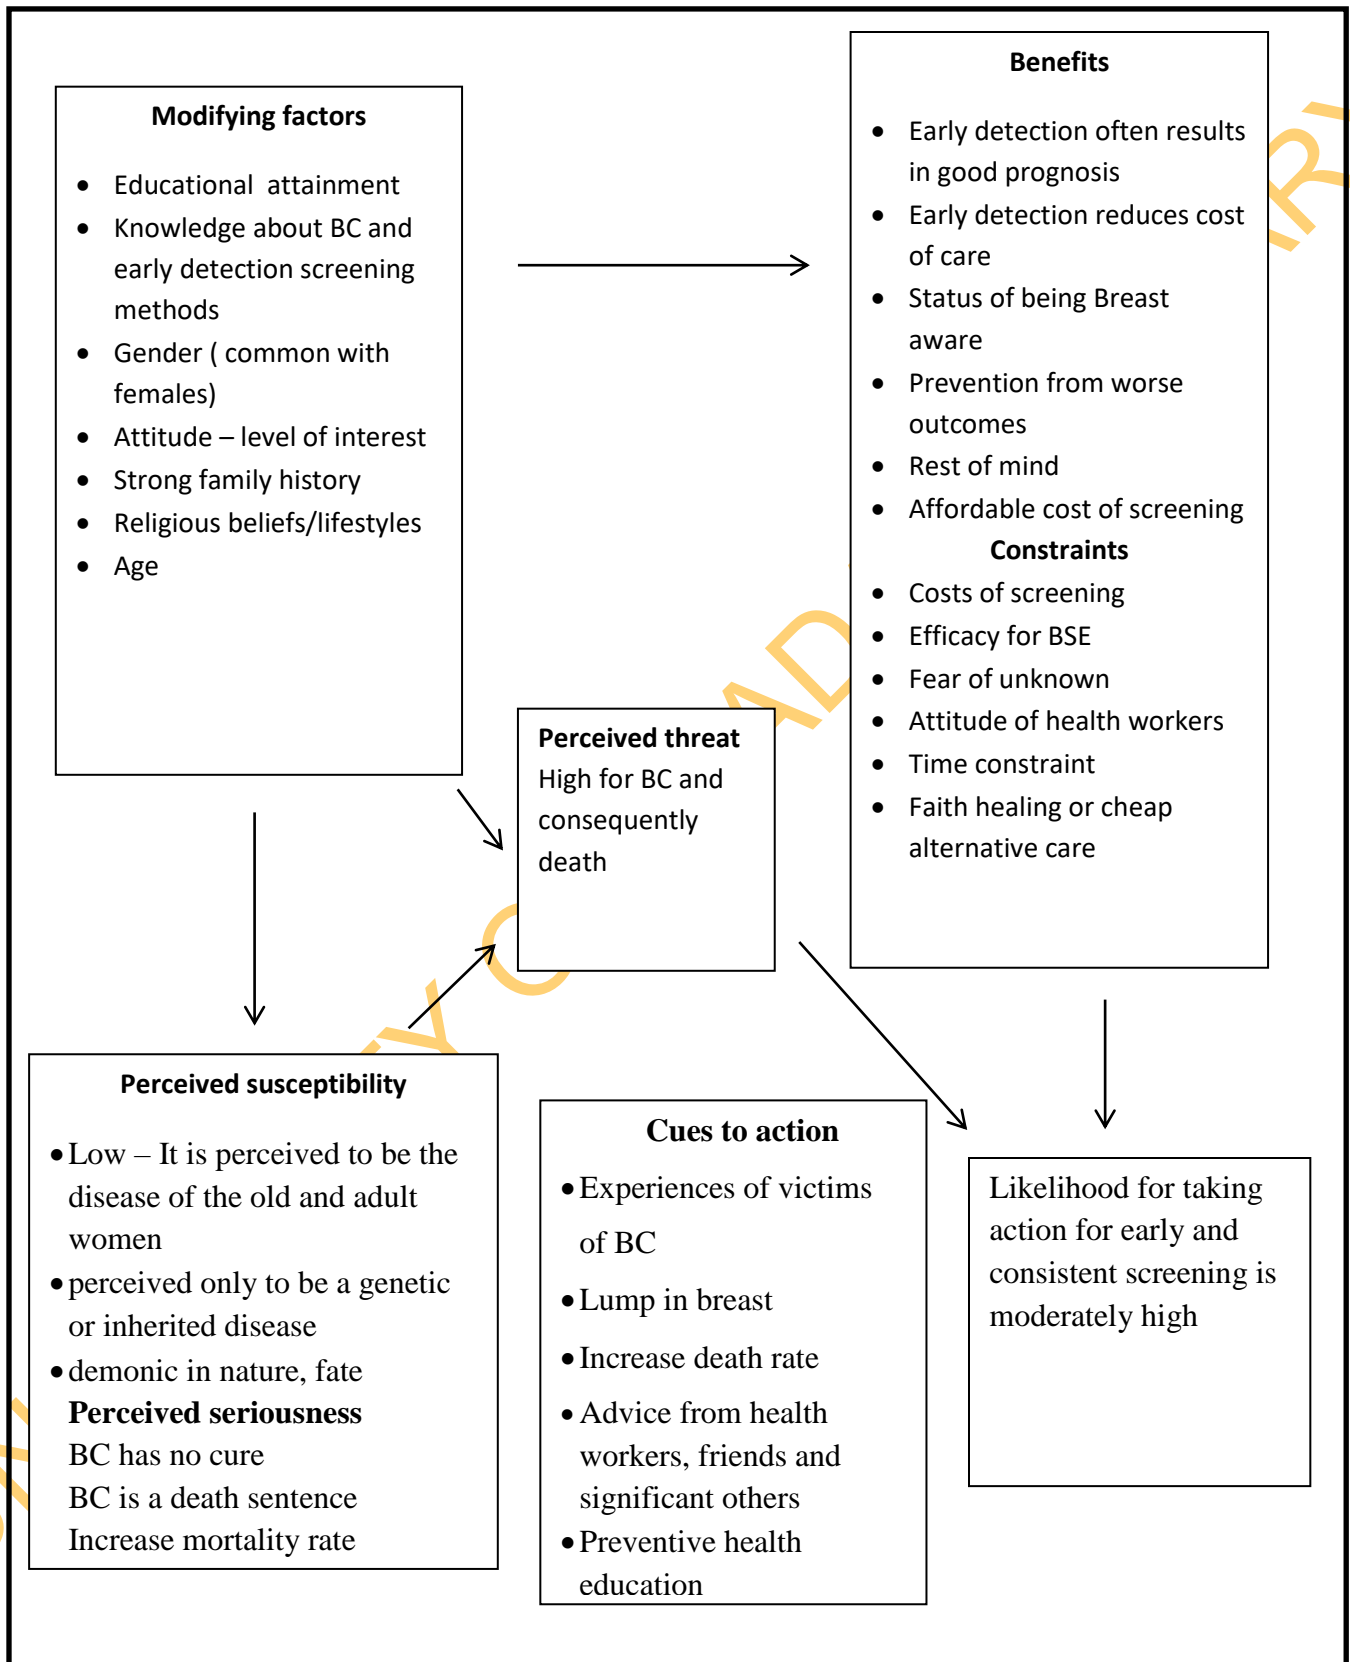 Modifying factors
• Educational  attainment
• Knowledge about BC and
early detection screening
methods
• Gender ( common with
females)
• Attitude – level of interest
• Strong family history
• Religious beliefs/lifestyles
• Age
Benefits
• Early detection often results
in good prognosis
• Early detection reduces cost
of care
• Status of being Breast
aware
• Prevention from worse
outcomes
• Rest of mind
• Affordable cost of screening
Constraints
• Costs of screening
• Efficacy for BSE
• Fear of unknown
• Attitude of health workers
• Time constraint
• Faith healing or cheap
alternative care
Perceived threat
High for BC and
consequently
death
Perceived susceptibility
• Low – It is perceived to be the
disease of the old and adult
women
• perceived only to be a genetic
or inherited disease
• demonic in nature, fate
Perceived seriousness
BC has no cure
BC is a death sentence
Increase mortality rate
Cues to action
• Experiences of victims
of BC
• Lump in breast
• Increase death rate
• Advice from health
workers, friends and
significant others
• Preventive health
education
Likelihood for taking
action for early and
consistent screening is
moderately high